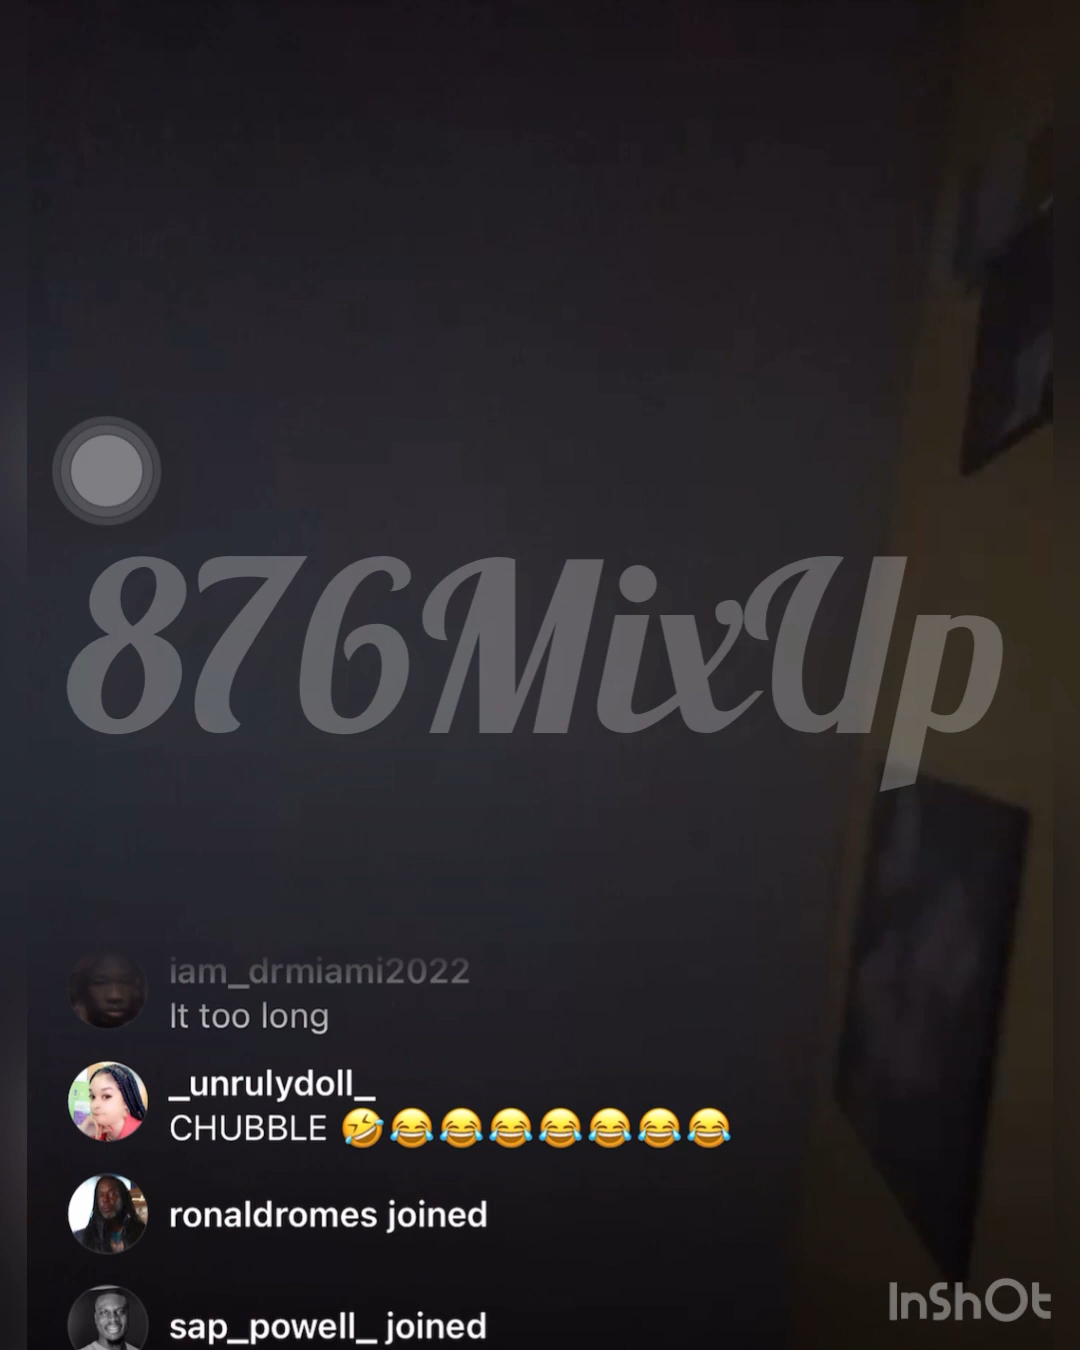 876MixUp
iam_drmiami2022
It too long
_unrulydoll_
CHUBBLE 🤣😂😂😂😂😂😂😂
ronaldromes joined
sap_powell_ joined
InShOt